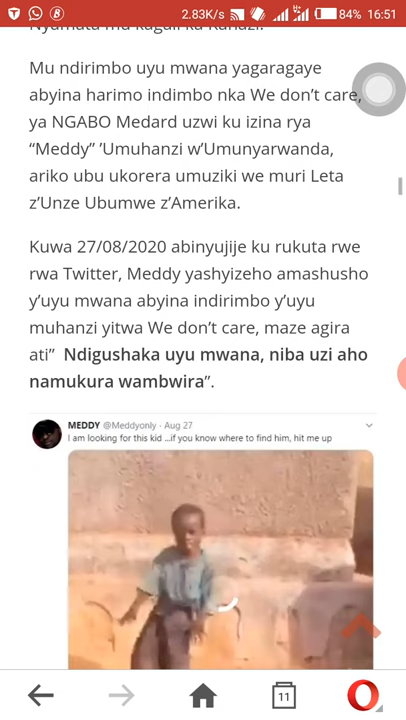 2.83K/s 84% 16:51
Mu ndirimbo uyu mwana yagaragaye
abyina harimo indimbo nka We don’t care,
ya NGABO Medard uzwi ku izina rya
“Meddy” ’Umuhanzi w’Umunyarwanda,
ariko ubu ukorera umuziki we muri Leta
z’Unze Ubumwe z’Amerika.
Kuwa 27/08/2020 abinyujije ku rukuta rwe
rwa Twitter, Meddy yashyizeho amashusho
y’uyu mwana abyina indirimbo y’uyu
muhanzi yitwa We don’t care, maze agira
ati” Ndigushaka uyu mwana, niba uzi aho
namukura wambwira”.
MEDDY @Meddyonly · Aug 27
I am looking for this kid ...if you know where to find him, hit me up
11